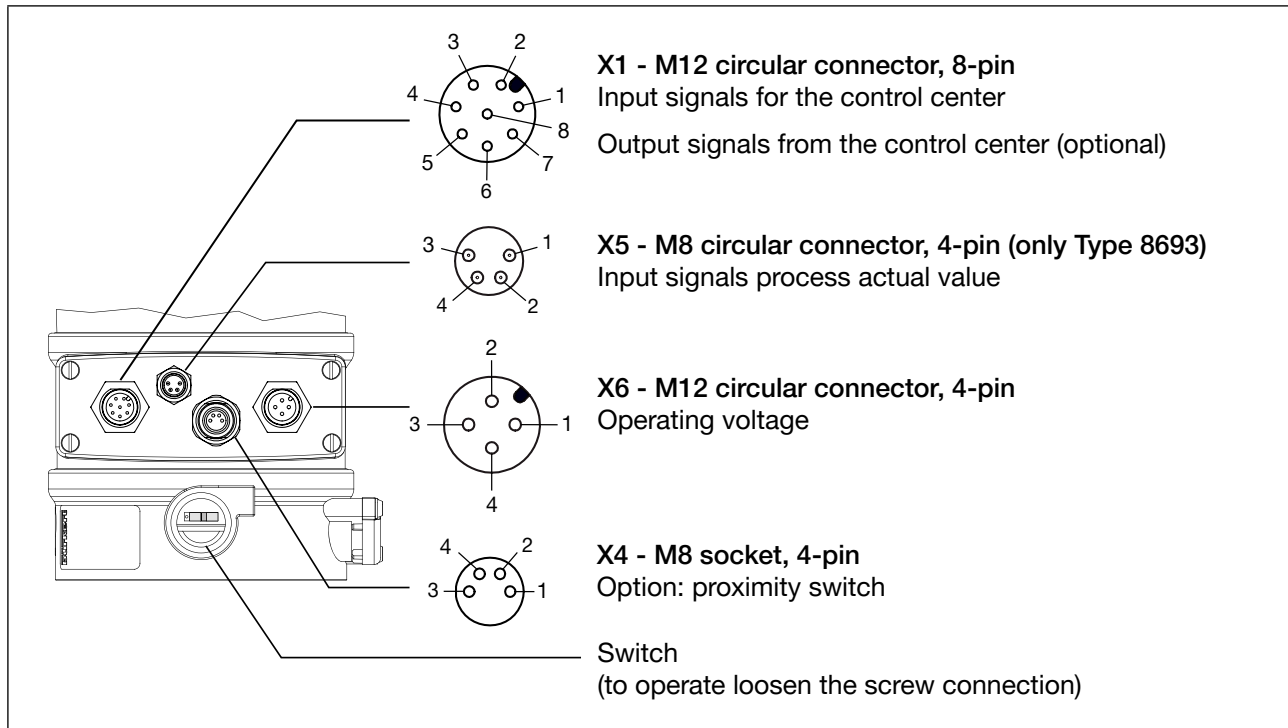 3 2
4 1
8
5 7
6
X1 - M12 circular connector, 8-pin
Input signals for the control center
Output signals from the control center (optional)
3 1
4 2
X5 - M8 circular connector, 4-pin (only Type 8693)
Input signals process actual value
2
3 1
4
X6 - M12 circular connector, 4-pin
Operating voltage
4 2
3 1
X4 - M8 socket, 4-pin
Option: proximity switch
Switch
(to operate loosen the screw connection)